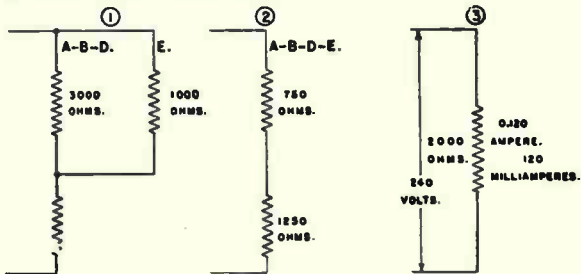 ①
A-B-D.
E.
3000
OHMS.
1000
OHMS.
②
A-B-D-E.
750
OHMS.
1250
OHMS.
③
240
VOLTS.
2000
OHMS.
0.120
AMPERE.
120
MILLIAMPERES.